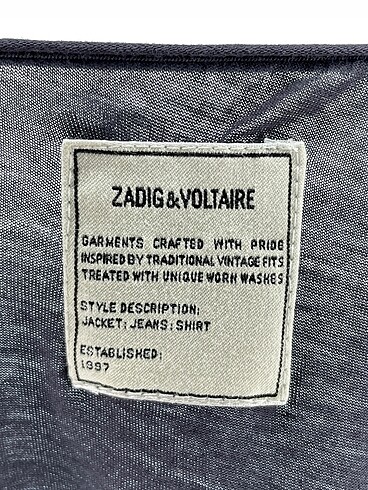 ZADIG&VOLTAIRE
GARMENTS CRAFTED WITH PRIDE
INSPIRED BY TRADITIONAL VINTAGE FITS
TREATED WITH UNIQUE WORN WASHES
STYLE DESCRIPTION:
JACKET; JEANS; SHIRT
ESTABLISHED:
1997